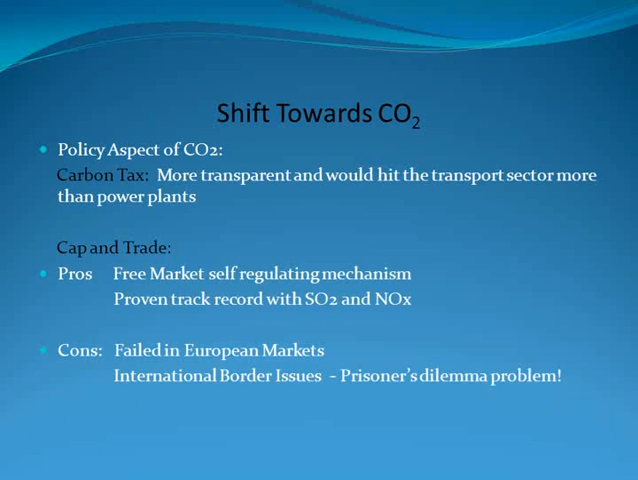 Shift Towards CO₂
Policy Aspect of CO2:
Carbon Tax: More transparent and would hit the transport sector more
than power plants
Cap and Trade:
Pros Free Market self regulating mechanism
Proven track record with SO2 and NOx
Cons: Failed in European Markets
International Border Issues - Prisoner's dilemma problem!